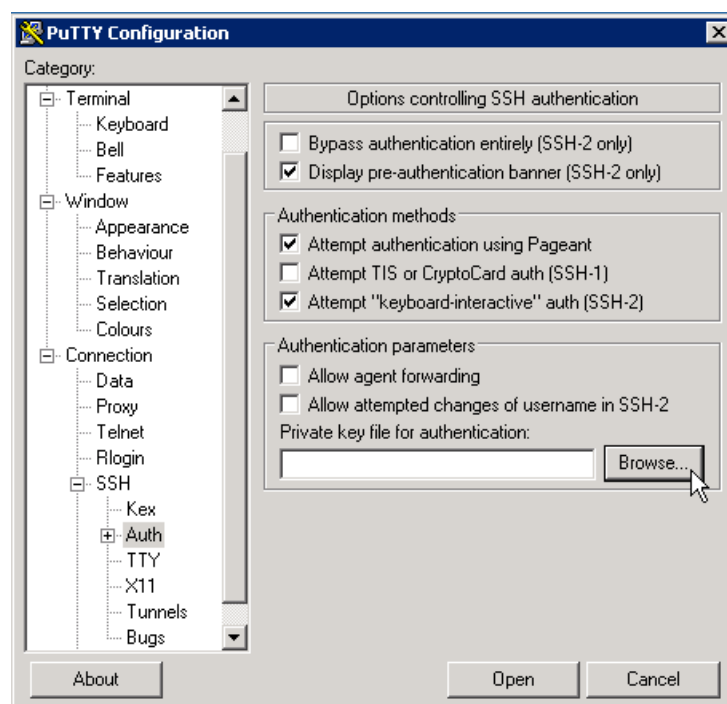 PuTTY Configuration
Category:
Terminal
Keyboard
Bell
Features
Window
Appearance
Behaviour
Translation
Selection
Colours
Connection
Data
Proxy
Telnet
Rlogin
SSH
Kex
Auth
TTY
X11
Tunnels
Bugs
Options controlling SSH authentication
Bypass authentication entirely (SSH-2 only)
Display pre-authentication banner (SSH-2 only)
Authentication methods
Attempt authentication using Pageant
Attempt TIS or CryptoCard auth (SSH-1)
Attempt "keyboard-interactive" auth (SSH-2)
Authentication parameters
Allow agent forwarding
Allow attempted changes of username in SSH-2
Private key file for authentication:
Browse...
About
Open
Cancel